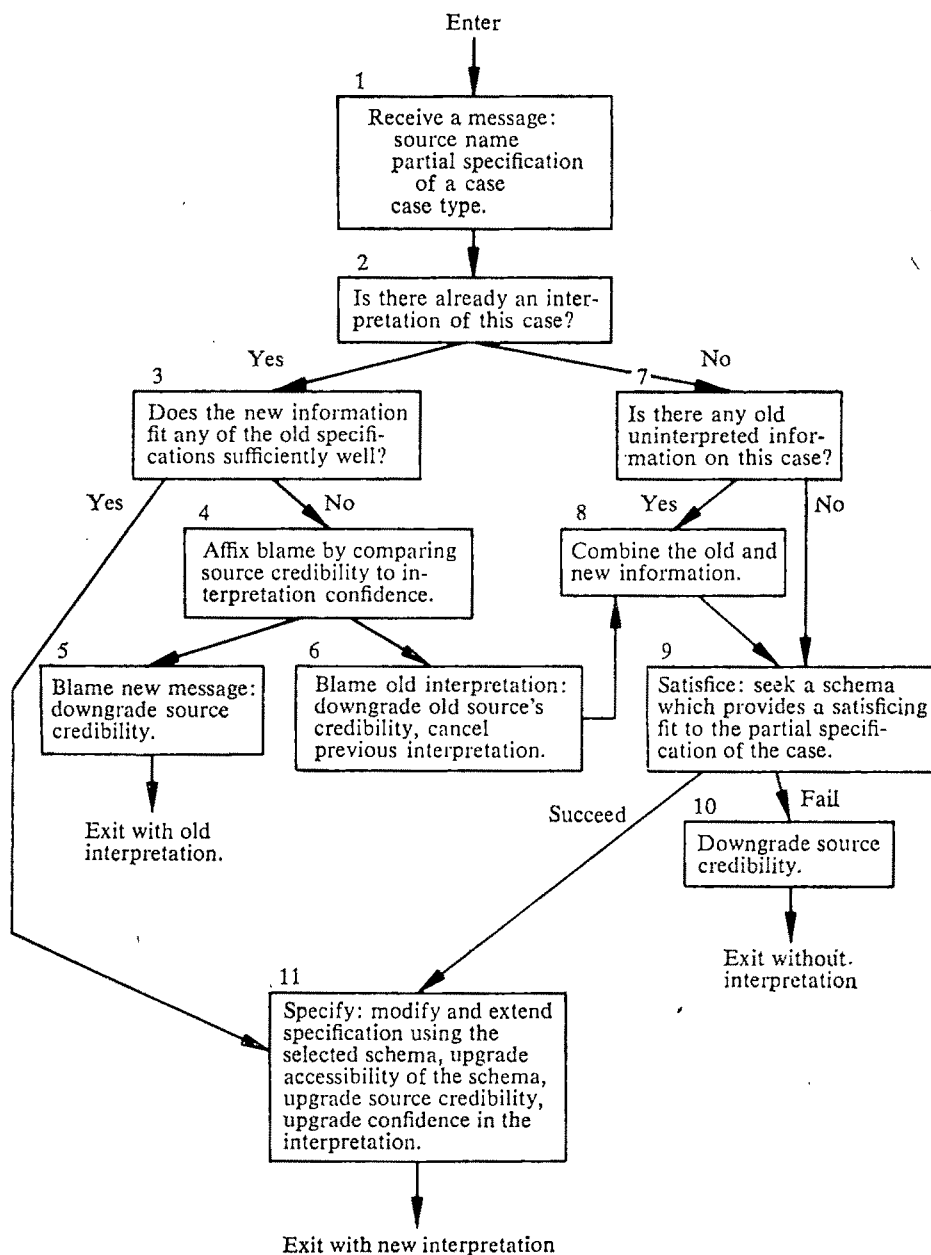 Enter
1
Receive a message:
source name
partial specification
of a case
case type.
2
Is there already an inter-
pretation of this case?
Yes
No
3
Does the new information
fit any of the old specifi-
cations sufficiently well?
7
Is there any old
uninterpreted infor-
mation on this case?
Yes
No
Yes
No
4
Affix blame by comparing
source credibility to in-
terpretation confidence.
8
Combine the old and
new information.
5
Blame new message:
downgrade source
credibility.
6
Blame old interpretation:
downgrade old source's
credibility, cancel
previous interpretation.
9
Satisfice: seek a schema
which provides a satisficing
fit to the partial specifi-
cation of the case.
Exit with old
interpretation.
Succeed
Fail
10
Downgrade source
credibility.
Exit without
interpretation
11
Specify: modify and extend
specification using the
selected schema, upgrade
accessibility of the schema,
upgrade source credibility,
upgrade confidence in the
interpretation.
Exit with new interpretation